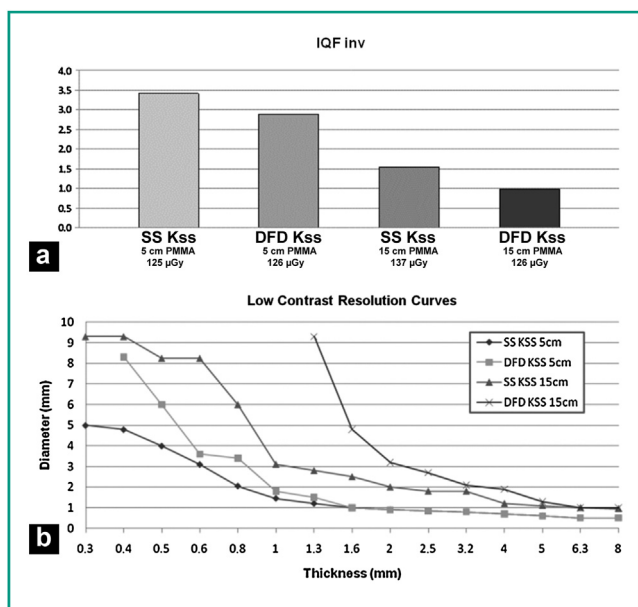 IQF inv
4.0
3.5
3.0
2.5
2.0
1.5
1.0
0.5
0.0
SS Kss DFD Kss SS Kss DFD Kss
5 cm PMMA 5 cm PMMA 15 cm PMMA 15 cm PMMA
125 µGy 126 µGy 137 µGy 126 µGy
a
Low Contrast Resolution Curves
10
9
8
7
6
5
4
3
2
1
0
Diameter (mm)
SS KSS 5cm
DFD KSS 5cm
SS KSS 15cm
DFD KSS 15cm
0.3 0.4 0.5 0.6 0.8 1 1.3 1.6 2 2.5 3.2 4 5 6.3 8
Thickness (mm)
b